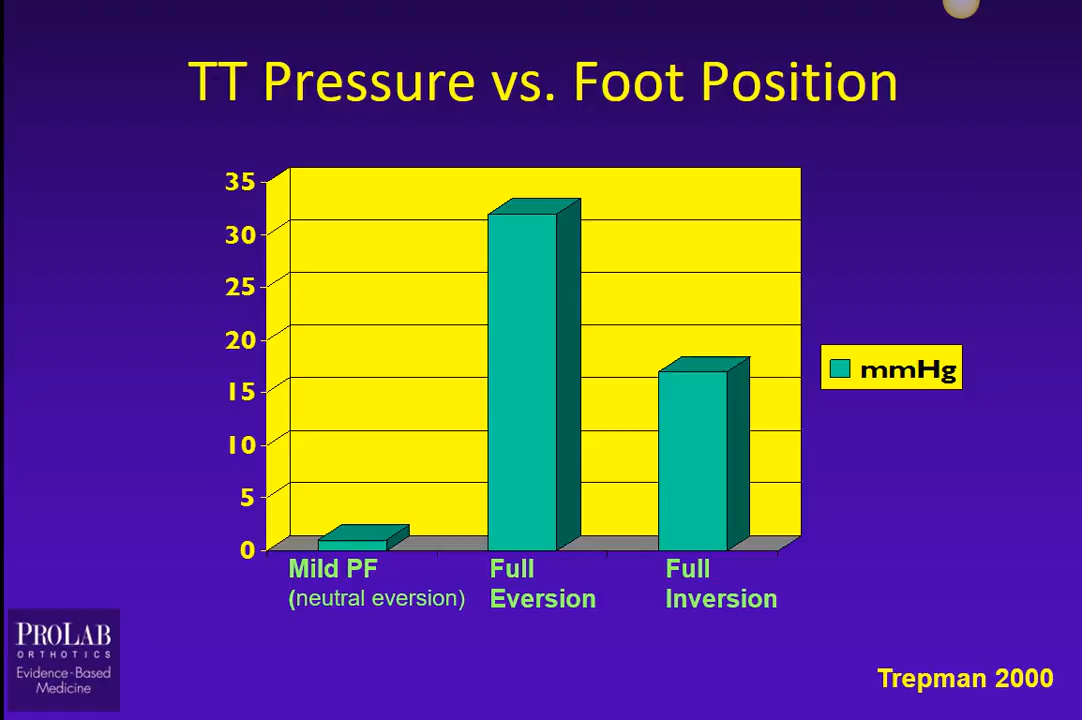 TT Pressure vs. Foot Position
35
30
25
20
15
10
5
0
mmHg
Mild PF
(neutral eversion)
Full
Eversion
Full
Inversion
PROLAB
ORTHOTICS
Evidence-Based
Medicine
Trepman 2000